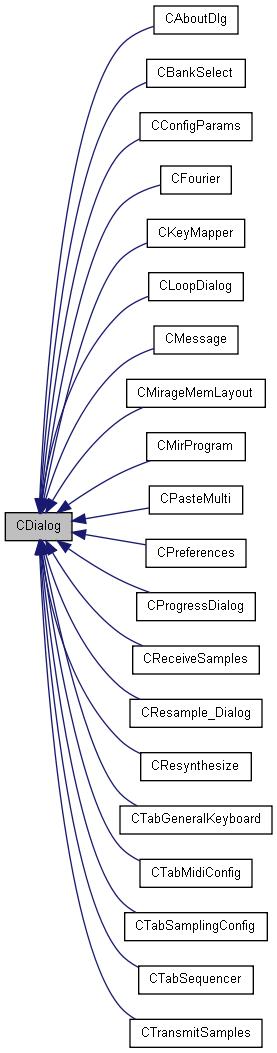 CAboutDlg
CBankSelect
CConfigParams
CFourier
CKeyMapper
CLoopDialog
CMessage
CMirageMemLayout
CMirProgram
CPasteMulti
CDialog
CPreferences
CProgressDialog
CReceiveSamples
CResample_Dialog
CResynthesize
CTabGeneralKeyboard
CTabMidiConfig
CTabSamplingConfig
CTabSequencer
CTransmitSamples